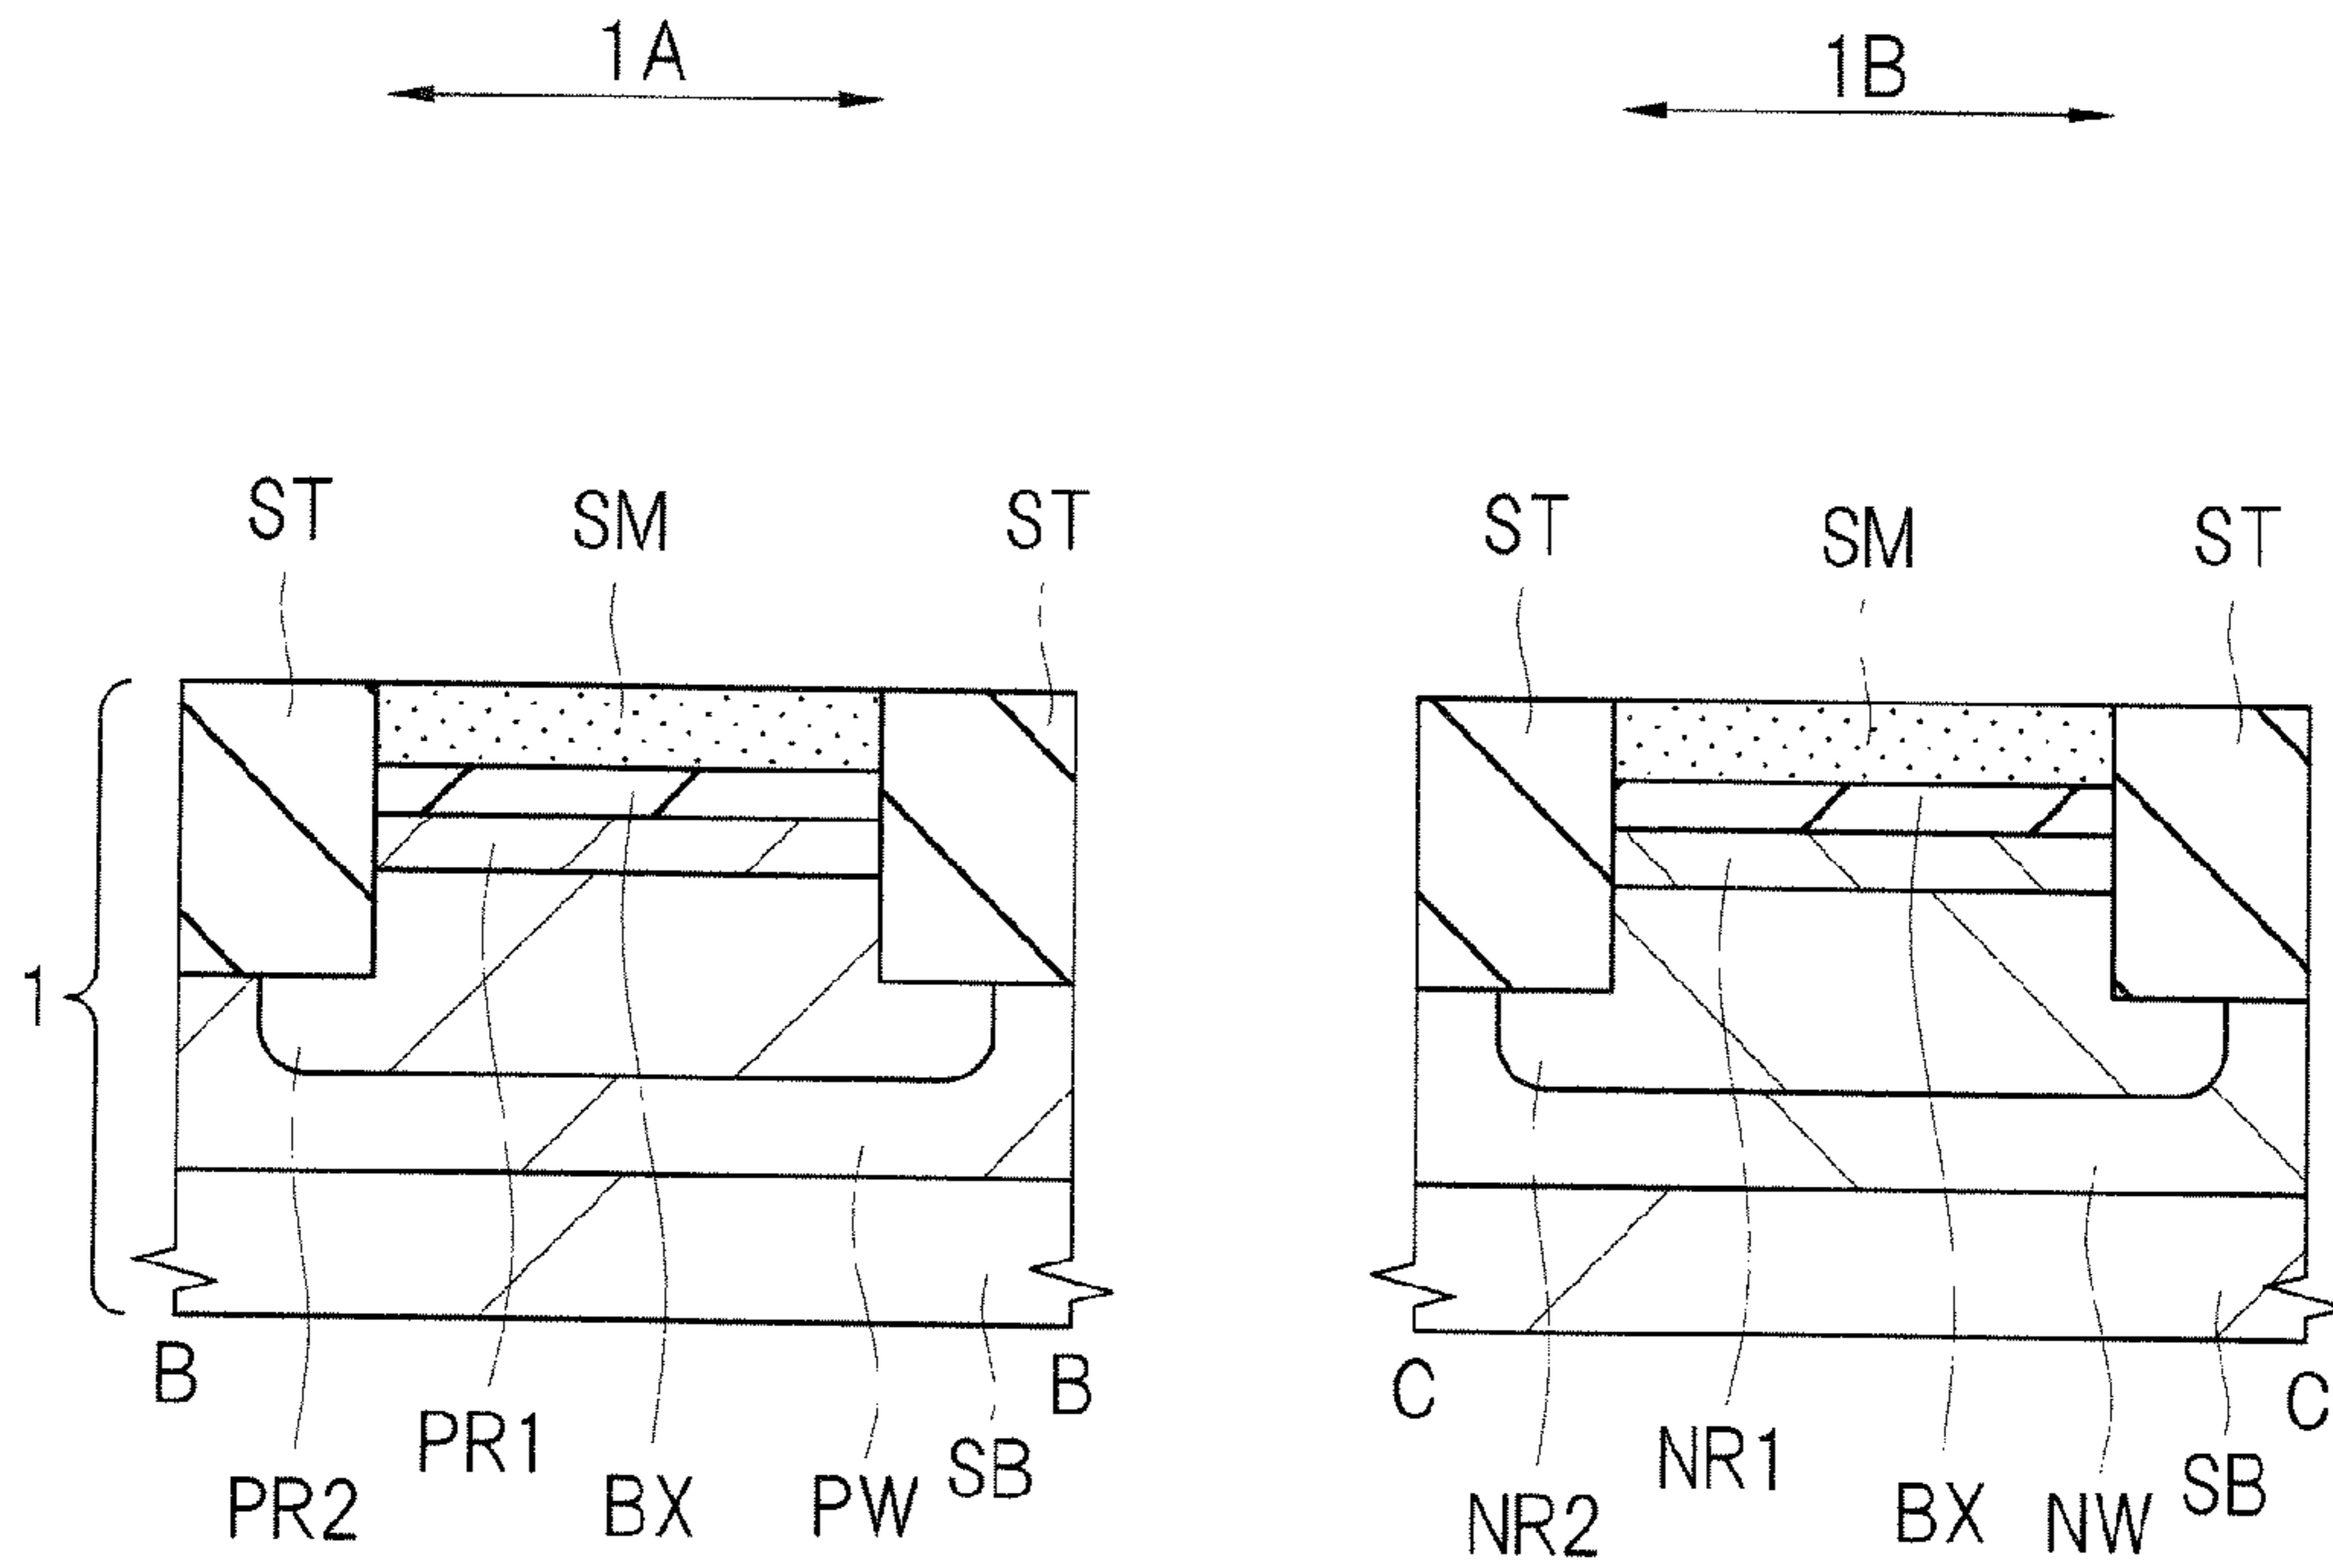 1A 1B
ST SM ST ST SM ST
1
B B C C
PR2 PR1 BX PW SB NR2 NR1 BX NW SB